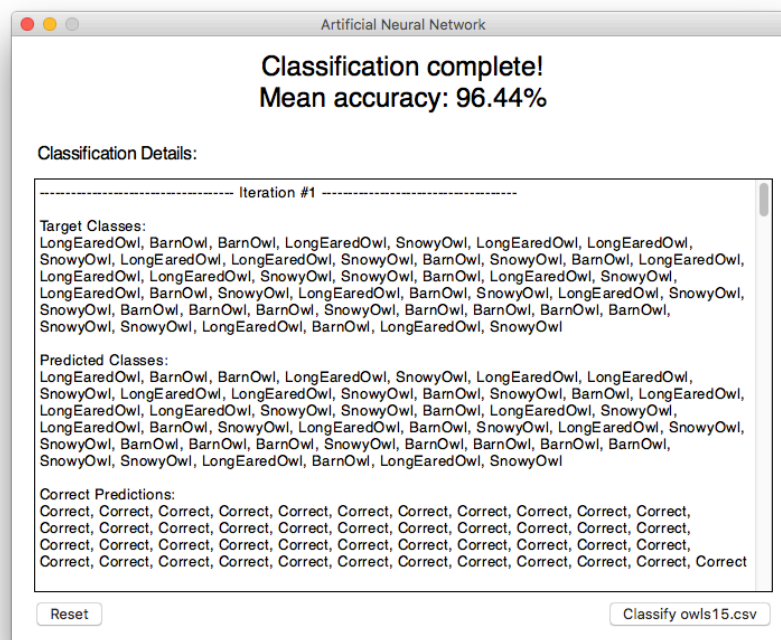 Artificial Neural Network
Classification complete!
Mean accuracy: 96.44%
Classification Details:
------------------------------------- Iteration #1 -------------------------------------
Target Classes:
LongEaredOwl, BarnOwl, BarnOwl, LongEaredOwl, SnowyOwl, LongEaredOwl, LongEaredOwl,
SnowyOwl, LongEaredOwl, LongEaredOwl, SnowyOwl, BarnOwl, SnowyOwl, BarnOwl, LongEaredOwl,
LongEaredOwl, LongEaredOwl, SnowyOwl, SnowyOwl, BarnOwl, LongEaredOwl, SnowyOwl,
LongEaredOwl, BarnOwl, SnowyOwl, LongEaredOwl, BarnOwl, SnowyOwl, LongEaredOwl, SnowyOwl,
SnowyOwl, BarnOwl, BarnOwl, BarnOwl, SnowyOwl, BarnOwl, BarnOwl, BarnOwl, BarnOwl,
SnowyOwl, SnowyOwl, LongEaredOwl, BarnOwl, LongEaredOwl, SnowyOwl
Predicted Classes:
LongEaredOwl, BarnOwl, BarnOwl, LongEaredOwl, SnowyOwl, LongEaredOwl, LongEaredOwl,
SnowyOwl, LongEaredOwl, LongEaredOwl, SnowyOwl, BarnOwl, SnowyOwl, BarnOwl, LongEaredOwl,
LongEaredOwl, LongEaredOwl, SnowyOwl, SnowyOwl, BarnOwl, LongEaredOwl, SnowyOwl,
LongEaredOwl, BarnOwl, SnowyOwl, LongEaredOwl, BarnOwl, SnowyOwl, LongEaredOwl, SnowyOwl,
SnowyOwl, BarnOwl, BarnOwl, BarnOwl, SnowyOwl, BarnOwl, BarnOwl, BarnOwl, BarnOwl,
SnowyOwl, SnowyOwl, LongEaredOwl, BarnOwl, LongEaredOwl, SnowyOwl
Correct Predictions:
Correct, Correct, Correct, Correct, Correct, Correct, Correct, Correct, Correct, Correct, Correct,
Correct, Correct, Correct, Correct, Correct, Correct, Correct, Correct, Correct, Correct, Correct,
Correct, Correct, Correct, Correct, Correct, Correct, Correct, Correct, Correct, Correct, Correct,
Correct, Correct, Correct, Correct, Correct, Correct, Correct, Correct, Correct, Correct, Correct, Correct
Reset
Classify owls15.csv